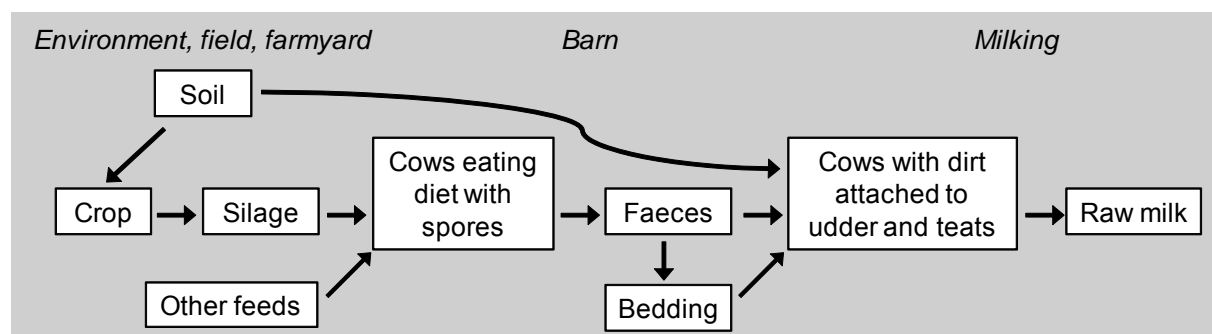 Environment, field, farmyard
Barn
Milking
Soil
Cows eating
diet with
spores
Cows with dirt
attached to
udder and teats
Crop
Silage
Faeces
Raw milk
Other feeds
Bedding